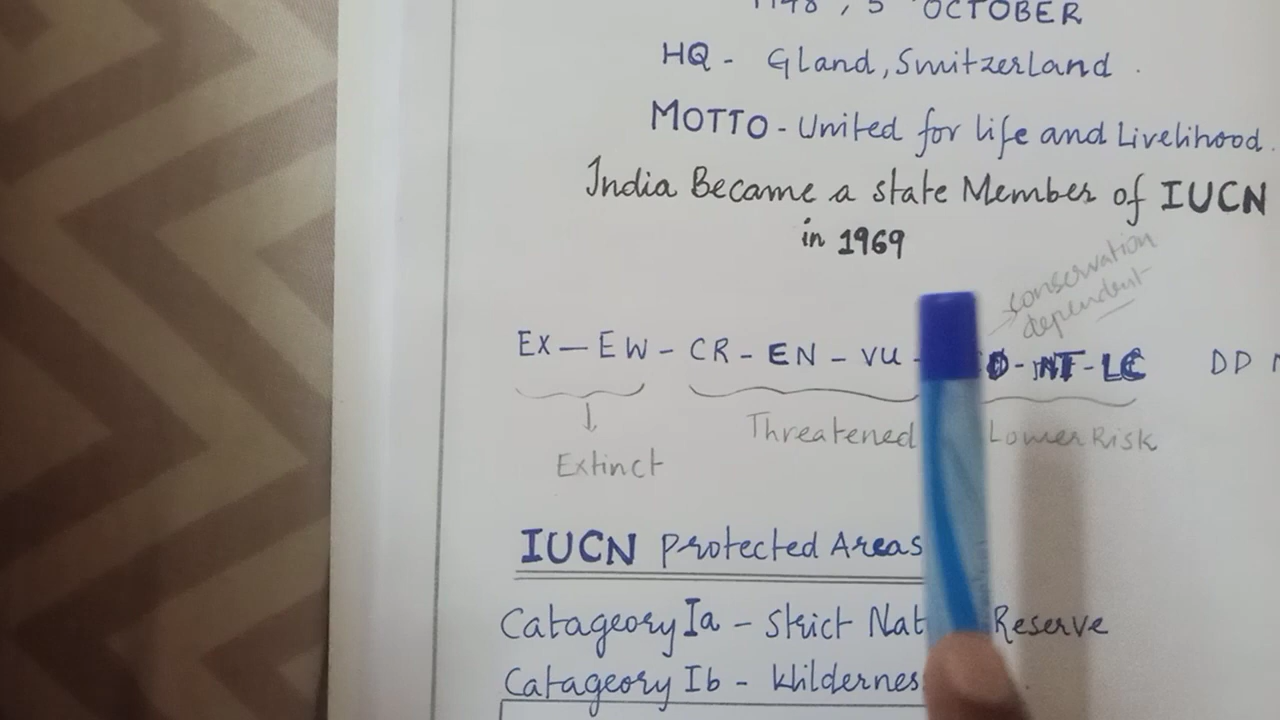 1948, 5 OCTOBER
HQ - Gland, Switzerland.
MOTTO - United for life and Livelihood.
India Became a state Member of IUCN
in 1969
conservation
dependent
EX - EW - CR - EN - VU - D - NT - LC DD
Threatened Lower Risk
Extinct
IUCN Protected Areas
Catageory Ia - Strict Nat Reserve
Catageory Ib - Wildernes